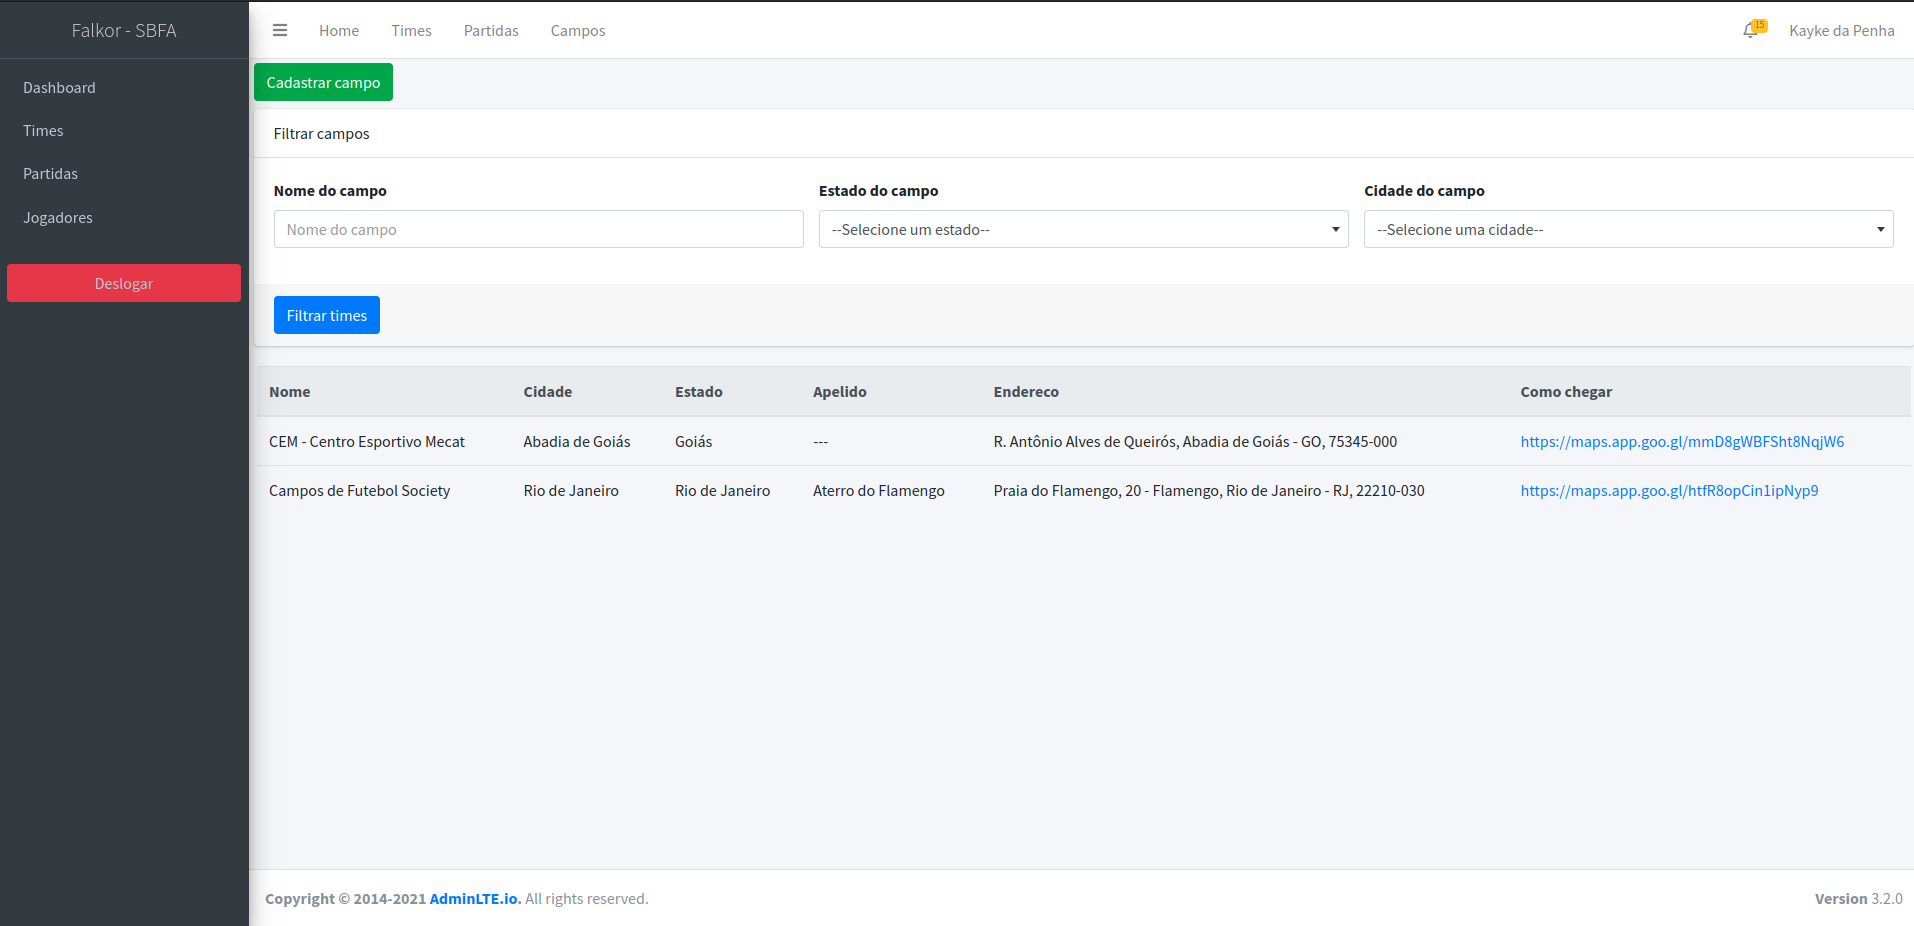 Falkor - SBFA
Home Times Partidas Campos
15
Kayke da Penha
Dashboard
Times
Partidas
Jogadores
Deslogar
Cadastrar campo
Filtrar campos
Nome do campo Estado do campo Cidade do campo
Nome do campo --Selecione um estado-- --Selecione uma cidade--
Filtrar times
Nome Cidade Estado Apelido Endereco Como chegar
CEM - Centro Esportivo Mecat Abadia de Goiás Goiás --- R. Antônio Alves de Queirós, Abadia de Goiás - GO, 75345-000 https://maps.app.goo.gl/mmD8gWBFSht8NqjW6
Campos de Futebol Society Rio de Janeiro Rio de Janeiro Aterro do Flamengo Praia do Flamengo, 20 - Flamengo, Rio de Janeiro - RJ, 22210-030 https://maps.app.goo.gl/htfR8opCin1ipNyp9
Copyright © 2014-2021 AdminLTE.io. All rights reserved.
Version 3.2.0